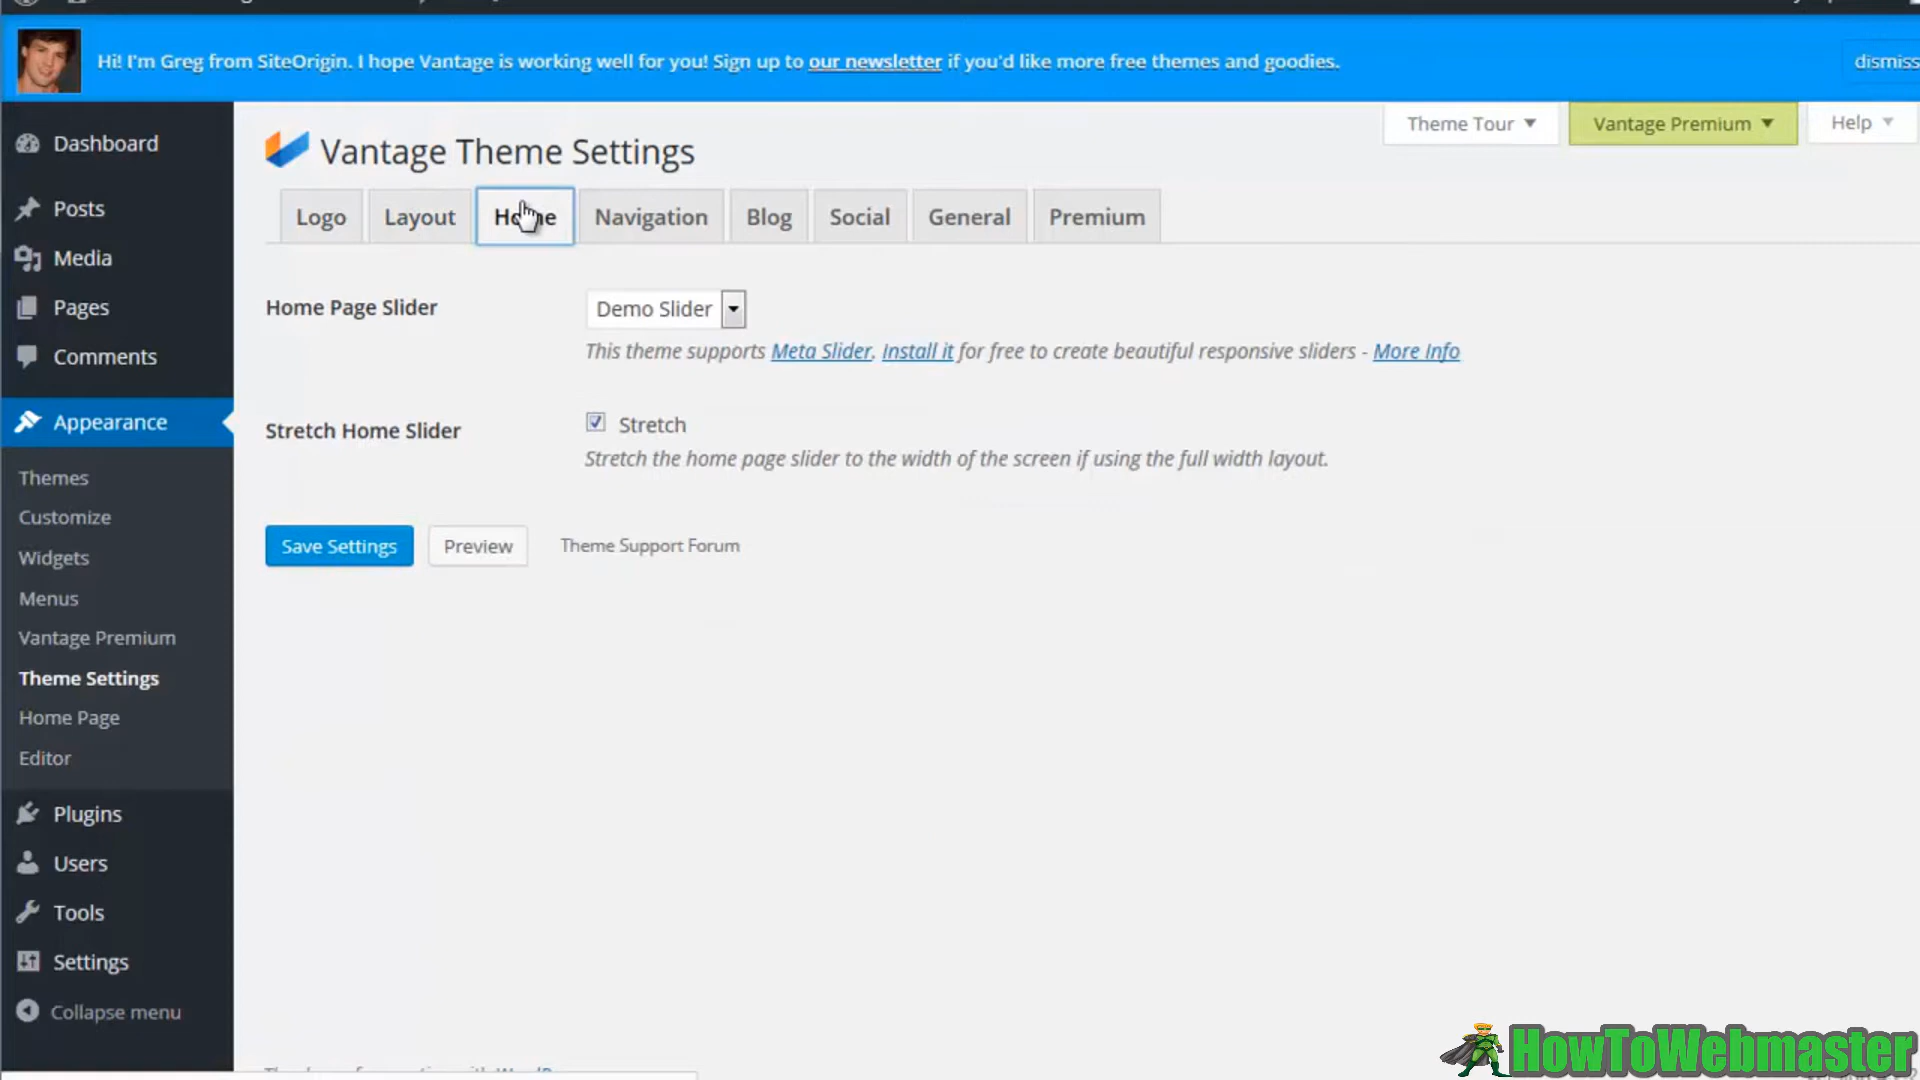 Hi! I'm Greg from SiteOrigin. I hope Vantage is working well for you! Sign up to our newsletter if you'd like more free themes and goodies.
dismiss
Theme Tour
Vantage Premium
Help
Vantage Theme Settings
Logo
Layout
Home
Navigation
Blog
Social
General
Premium
Home Page Slider
Demo Slider
This theme supports Meta Slider. Install it for free to create beautiful responsive sliders - More Info
Stretch Home Slider
Stretch
Stretch the home page slider to the width of the screen if using the full width layout.
Save Settings
Preview
Theme Support Forum
Dashboard
Posts
Media
Pages
Comments
Appearance
Themes
Customize
Widgets
Menus
Vantage Premium
Theme Settings
Home Page
Editor
Plugins
Users
Tools
Settings
Collapse menu
HowToWebmaster